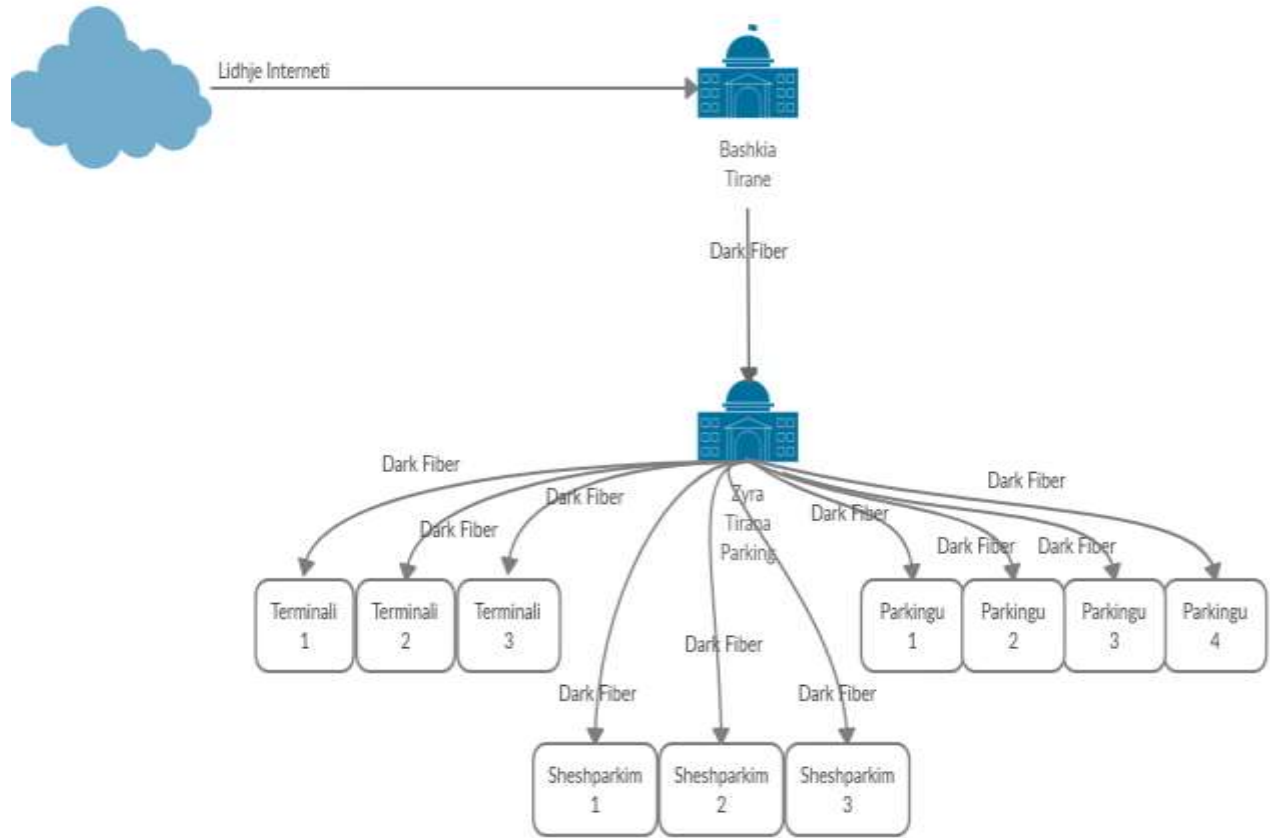 Lidhje Interneti
Bashkia
Tirane
Dark Fiber
Zyra
Tirana
Parking
Dark Fiber
Dark Fiber
Dark Fiber
Dark Fiber
Dark Fiber
Dark Fiber
Dark Fiber
Terminali
1
Terminali
2
Terminali
3
Parkingu
1
Parkingu
2
Parkingu
3
Parkingu
4
Dark Fiber
Dark Fiber
Dark Fiber
Sheshparkim
1
Sheshparkim
2
Sheshparkim
3